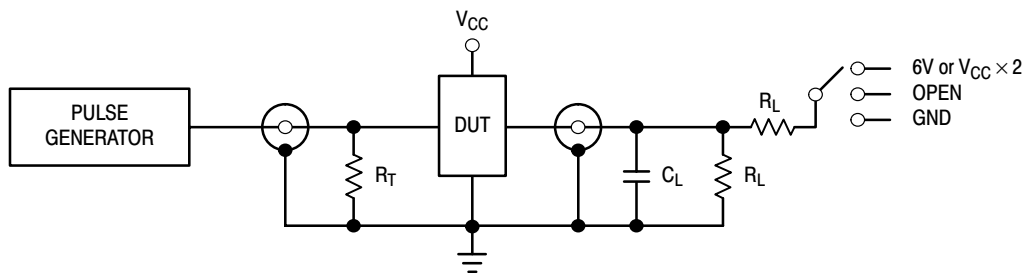 V_CC
PULSE
GENERATOR
DUT
R_T
C_L
R_L
R_L
6V or V_CC × 2
OPEN
GND